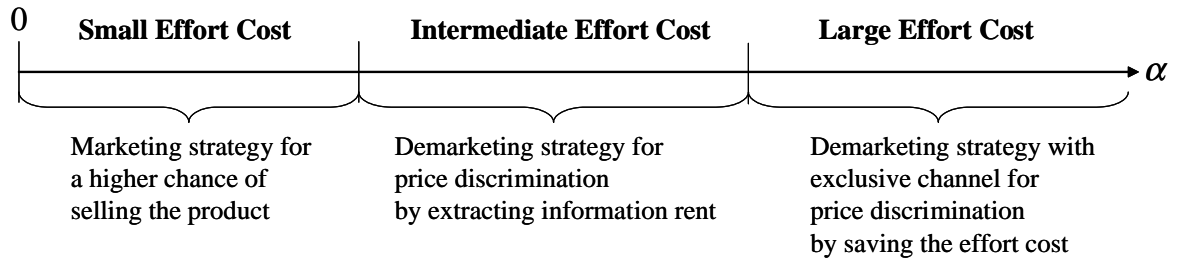 0
Small Effort Cost
Intermediate Effort Cost
Large Effort Cost
α
Marketing strategy for
a higher chance of
selling the product
Demarketing strategy for
price discrimination
by extracting information rent
Demarketing strategy with
exclusive channel for
price discrimination
by saving the effort cost